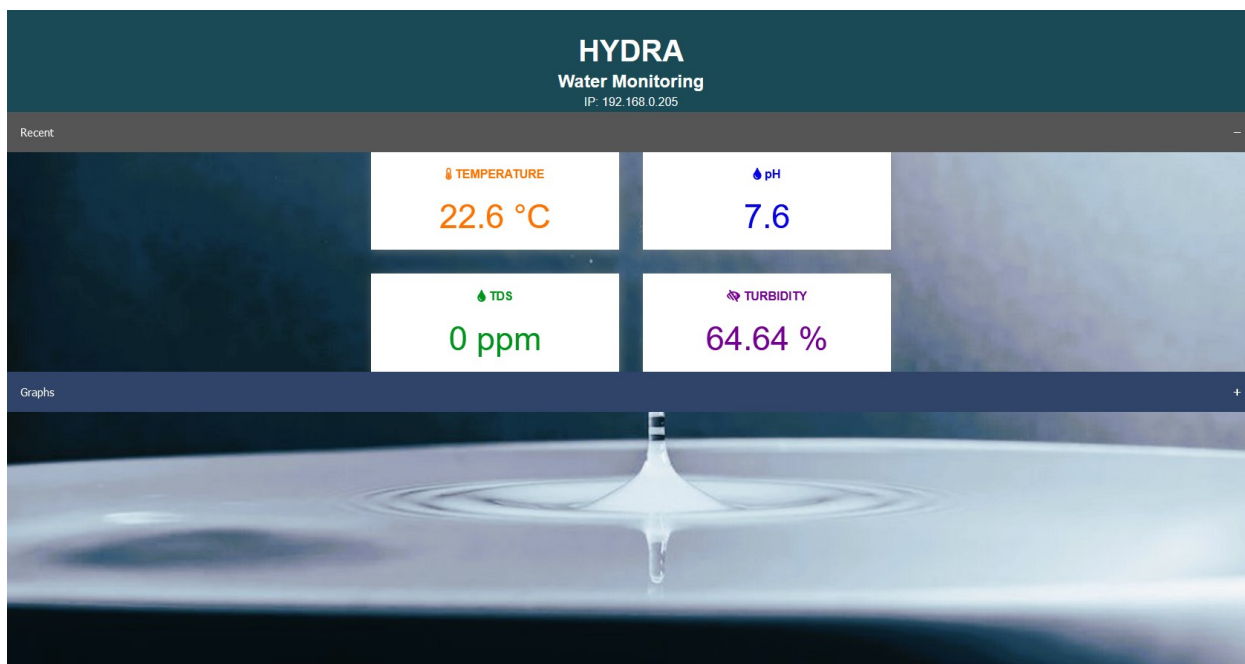 HYDRA
Water Monitoring
IP: 192.168.0.205
Recent
TEMPERATURE
22.6 °C
pH
7.6
TDS
0 ppm
TURBIDITY
64.64 %
Graphs